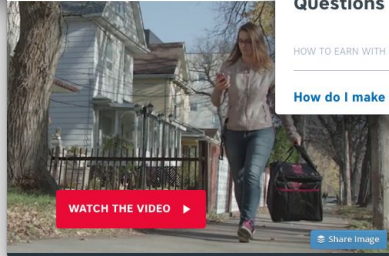 Questions
HOW TO EARN WITH
How do I make
WATCH THE VIDEO
Share Image